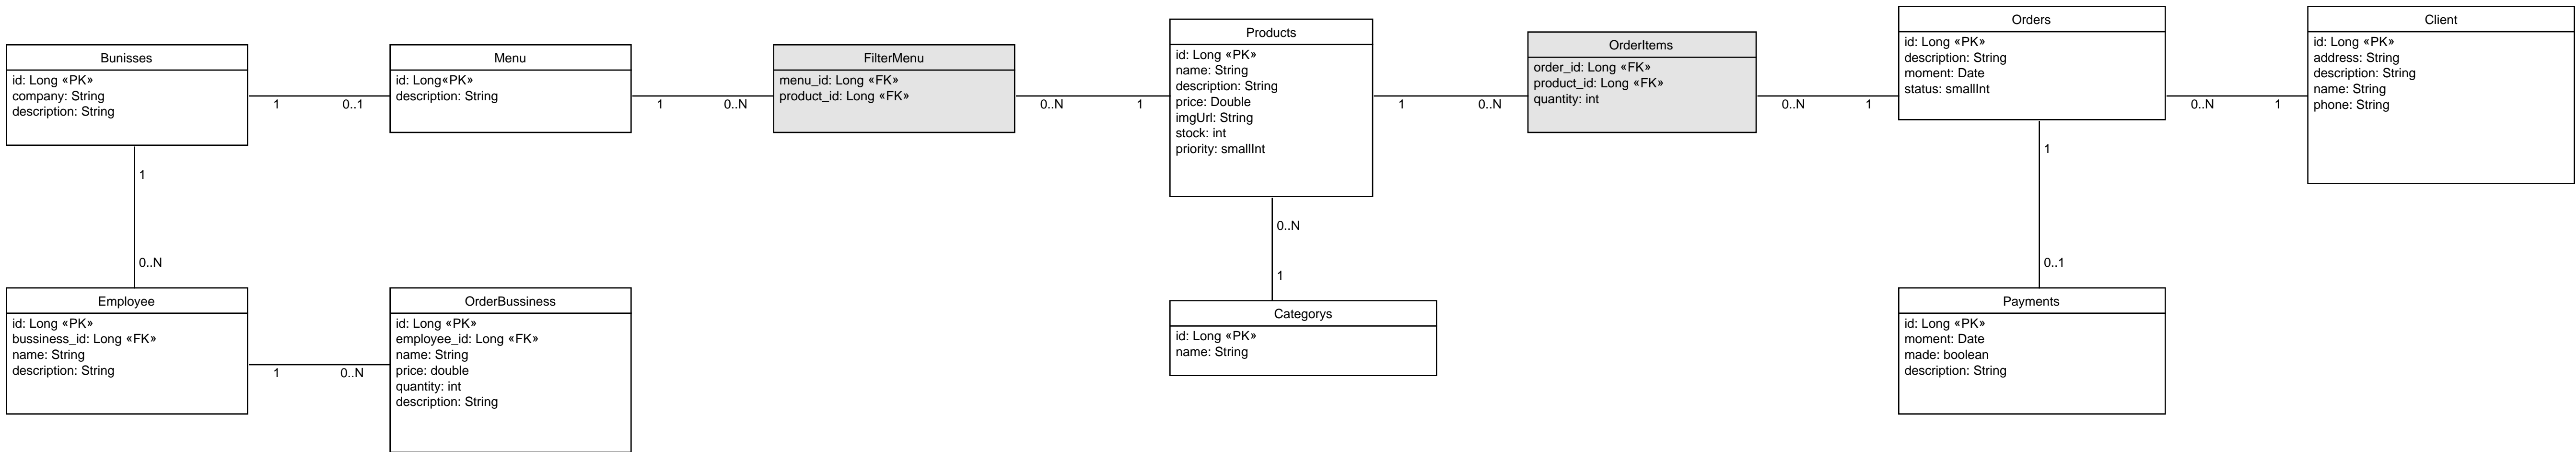 Bunisses
id: Long «PK»
company: String
description: String
1
0..1
Menu
id: Long«PK»
description: String
1
0..N
FilterMenu
menu_id: Long «FK»
product_id: Long «FK»
0..N
1
Products
id: Long «PK»
name: String
description: String
price: Double
imgUrl: String
stock: int
priority: smallInt
1
0..N
OrderItems
order_id: Long «FK»
product_id: Long «FK»
quantity: int
0..N
1
Orders
id: Long «PK»
description: String
moment: Date
status: smallInt
0..N
1
Client
id: Long «PK»
address: String
description: String
name: String
phone: String
1
0..N
0..N
1
1
0..1
Employee
id: Long «PK»
bussiness_id: Long «FK»
name: String
description: String
1
0..N
OrderBussiness
id: Long «PK»
employee_id: Long «FK»
name: String
price: double
quantity: int
description: String
Categorys
id: Long «PK»
name: String
Payments
id: Long «PK»
moment: Date
made: boolean
description: String